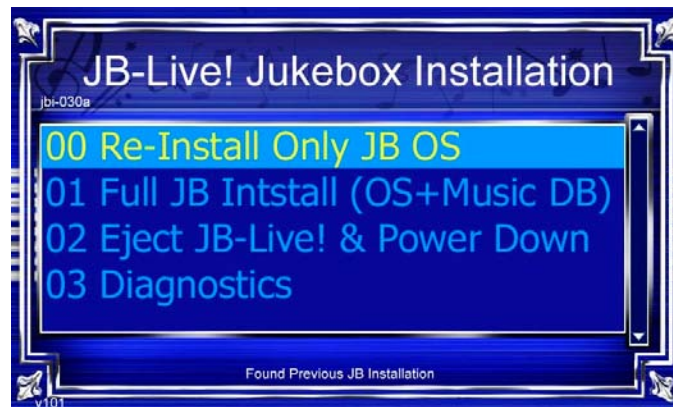 JB-Live! Jukebox Installation
jbi-030a
00 Re-Install Only JB OS
01 Full JB Intstall (OS+Music DB)
02 Eject JB-Live! & Power Down
03 Diagnostics
Found Previous JB Installation
v101